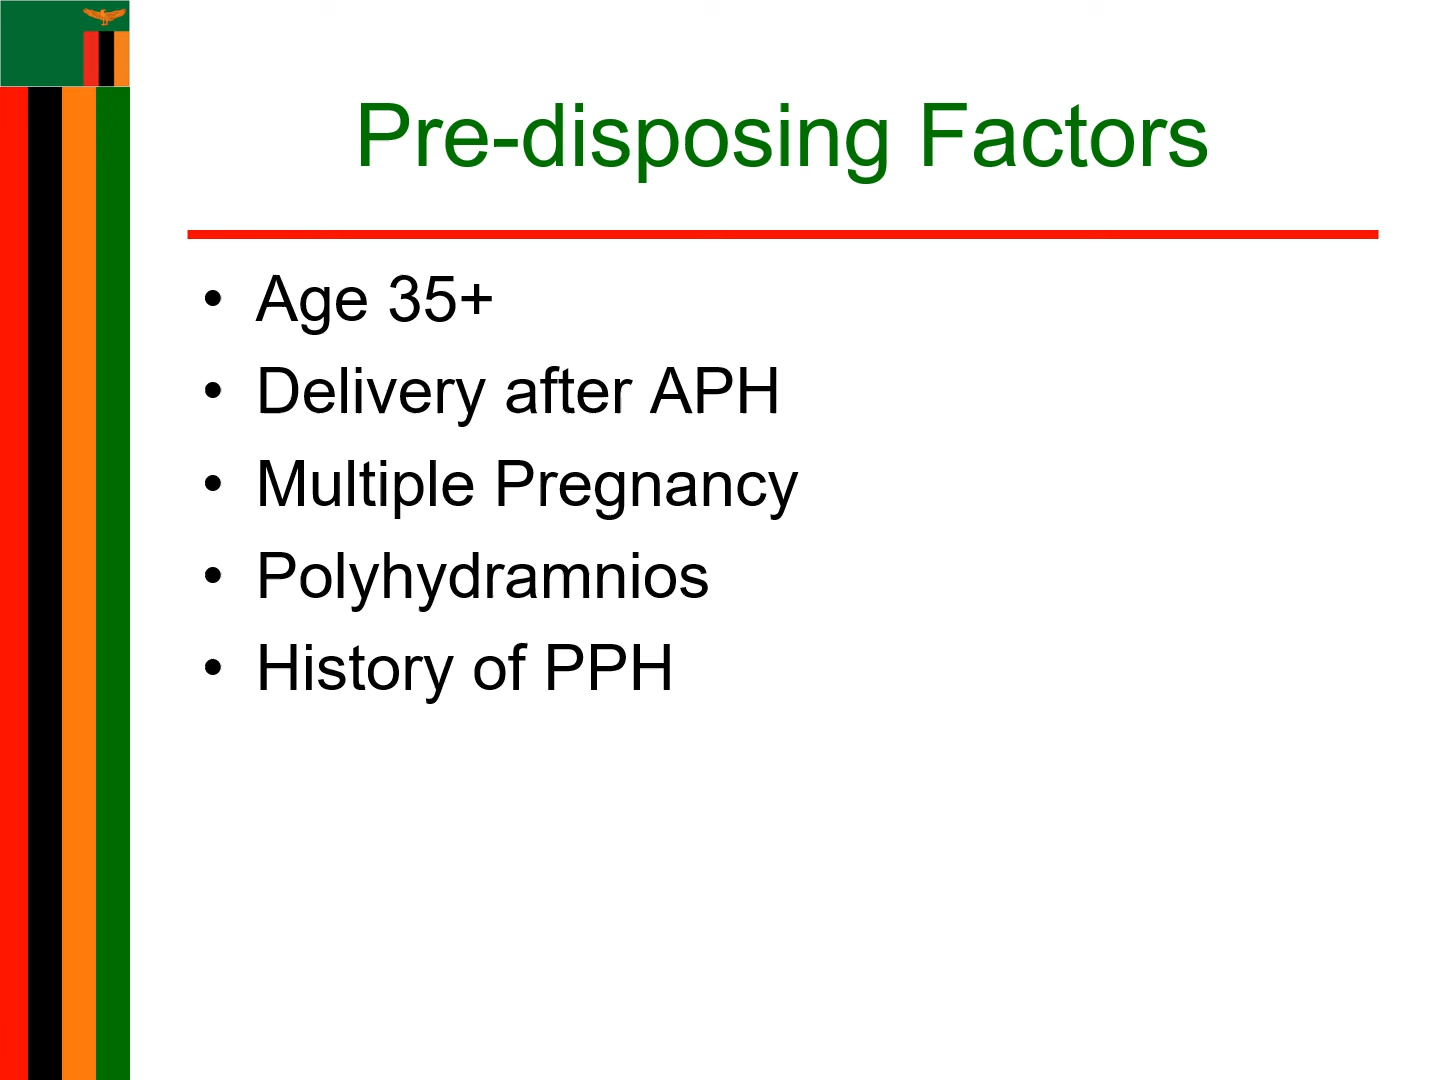 Pre-disposing Factors
• Age 35+
• Delivery after APH
• Multiple Pregnancy
• Polyhydramnios
• History of PPH